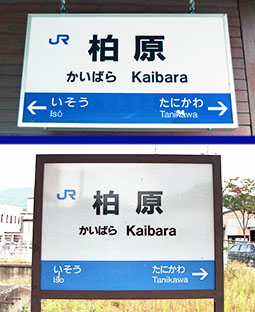 JR
柏原
かいばら Kaibara
← いそう たにかわ →
Isō Tanikawa
JR
柏原
かいばら Kaibara
いそう たにかわ →
Iso Tanikawa